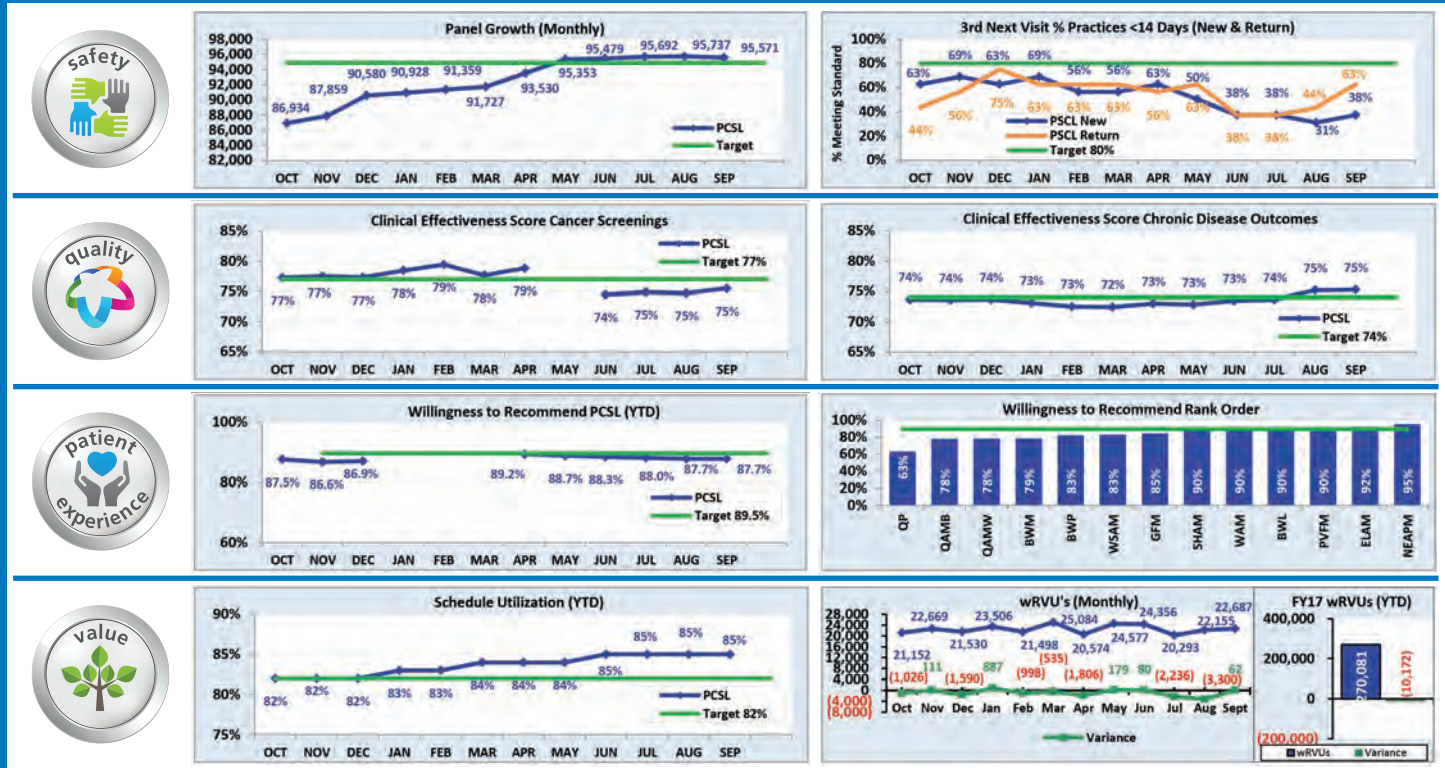 safety
Panel Growth (Monthly)
98,000
96,000
94,000
92,000
90,000
88,000
86,000
84,000
82,000
86,934
87,859
90,580
90,928
91,359
91,727
93,530
95,353
95,479
95,692
95,737
95,571
PCSL
Target
OCT NOV DEC JAN FEB MAR APR MAY JUN JUL AUG SEP
3rd Next Visit % Practices <14 Days (New & Return)
% Meeting Standard
100%
80%
60%
40%
20%
0%
63% 69% 63% 69% 56% 56% 63% 50% 38% 38% 31% 38%
44% 56% 75% 63% 63% 63% 56% 63% 38% 38% 44% 63%
PSCL New
PSCL Return
Target 80%
OCT NOV DEC JAN FEB MAR APR MAY JUN JUL AUG SEP
quality
Clinical Effectiveness Score Cancer Screenings
85%
80%
75%
70%
65%
77% 77% 77% 78% 79% 78% 79% 74% 75% 75% 75%
PCSL
Target 77%
OCT NOV DEC JAN FEB MAR APR MAY JUN JUL AUG SEP
Clinical Effectiveness Score Chronic Disease Outcomes
85%
80%
75%
70%
65%
74% 74% 74% 73% 73% 72% 73% 73% 73% 74% 75% 75%
PCSL
Target 74%
OCT NOV DEC JAN FEB MAR APR MAY JUN JUL AUG SEP
patient
experience
Willingness to Recommend PCSL (YTD)
100%
80%
60%
87.5% 86.6% 86.9% 89.2% 88.7% 88.3% 88.0% 87.7% 87.7%
PCSL
Target 89.5%
OCT NOV DEC JAN FEB MAR APR MAY JUN JUL AUG SEP
Willingness to Recommend Rank Order
100%
80%
60%
40%
20%
0%
63% 78% 78% 79% 83% 83% 85% 90% 90% 90% 90% 92% 95%
QP QAMB QAMW BWM BWP WSAM GFM SHAM WAM BWL PVFM ELAM NEAPM
value
Schedule Utilization (YTD)
90%
85%
80%
75%
82% 82% 82% 83% 83% 84% 84% 84% 85% 85% 85% 85%
PCSL
Target 82%
OCT NOV DEC JAN FEB MAR APR MAY JUN JUL AUG SEP
wRVU's (Monthly)
28,000
24,000
20,000
16,000
12,000
8,000
4,000
0
(4,000)
(8,000)
21,152 22,669 21,530 23,506 21,498 25,084 20,574 24,577 24,356 20,293 22,155 22,687
(1,026) 111 (1,590) 887 (998) (535) (1,806) 179 80 (2,236) (3,300) 62
Oct Nov Dec Jan Feb Mar Apr May Jun Jul Aug Sept
Variance
FY17 wRVUs (YTD)
400,000
200,000
0
(200,000)
270,081
(10,172)
wRVUs Variance